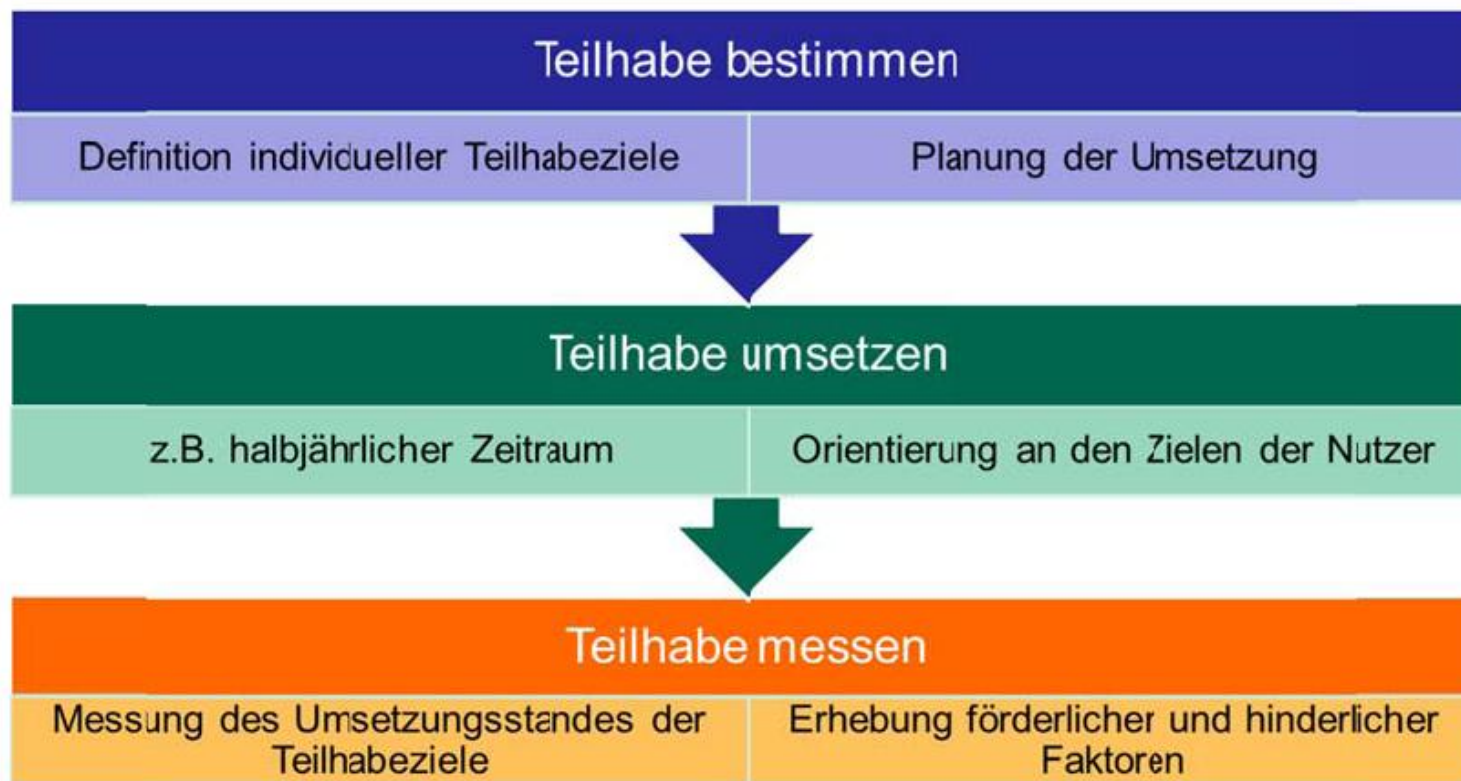 Teilhabe bestimmen
Definition individueller Teilhabeziele
Planung der Umsetzung
Teilhabe umsetzen
z.B. halbjährlicher Zeitraum
Orientierung an den Zielen der Nutzer
Teilhabe messen
Messung des Umsetzungsstandes der
Teilhabeziele
Erhebung förderlicher und hinderlicher
Faktoren